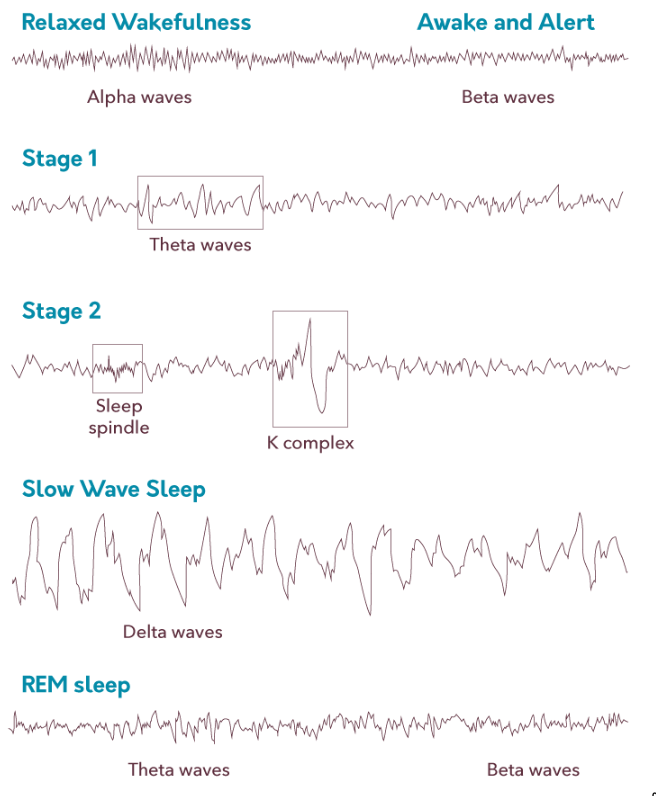 Relaxed Wakefulness
Awake and Alert
Alpha waves
Beta waves
Stage 1
Theta waves
Stage 2
Sleep
spindle
K complex
Slow Wave Sleep
Delta waves
REM sleep
Theta waves
Beta waves